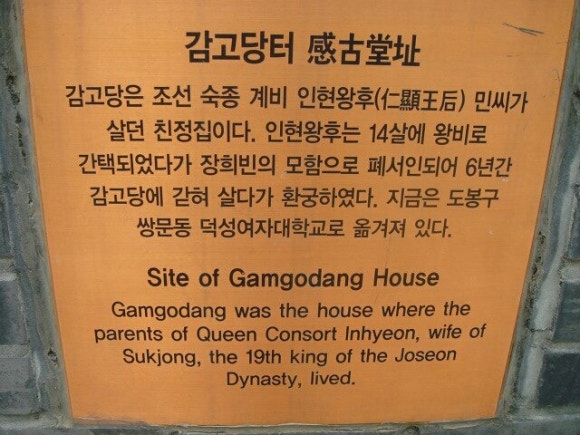 감고당터 感古堂址
감고당은 조선 숙종 계비 인현왕후(仁顯王后) 민씨가
살던 친정집이다. 인현왕후는 14살에 왕비로
간택되었다가 장희빈의 모함으로 폐서인되어 6년간
감고당에 갇혀 살다가 환궁하였다. 지금은 도봉구
쌍문동 덕성여자대학교로 옮겨져 있다.
Site of Gamgodang House
Gamgodang was the house where the
parents of Queen Consort Inhyeon, wife of
Sukjong, the 19th king of the Joseon
Dynasty, lived.